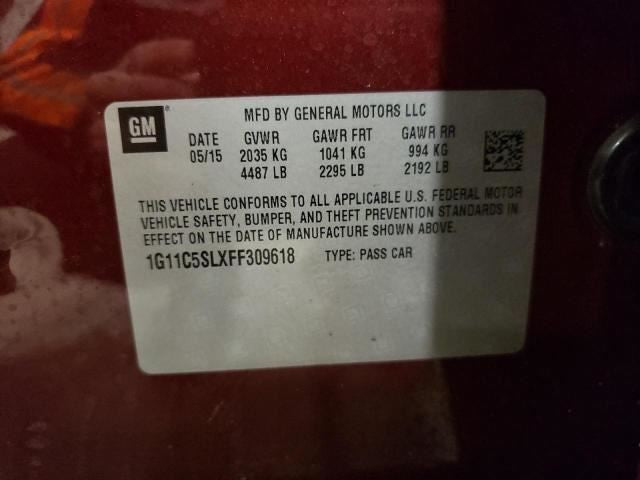 GM
MFD BY GENERAL MOTORS LLC
DATE GVWR GAWR FRT GAWR RR
05/15 2035 KG 1041 KG 994 KG
4487 LB 2295 LB 2192 LB
THIS VEHICLE CONFORMS TO ALL APPLICABLE U.S. FEDERAL MOTOR
VEHICLE SAFETY, BUMPER, AND THEFT PREVENTION STANDARDS IN
EFFECT ON THE DATE OF MANUFACTURE SHOWN ABOVE.
1G11C5SLXFF309618 TYPE: PASS CAR